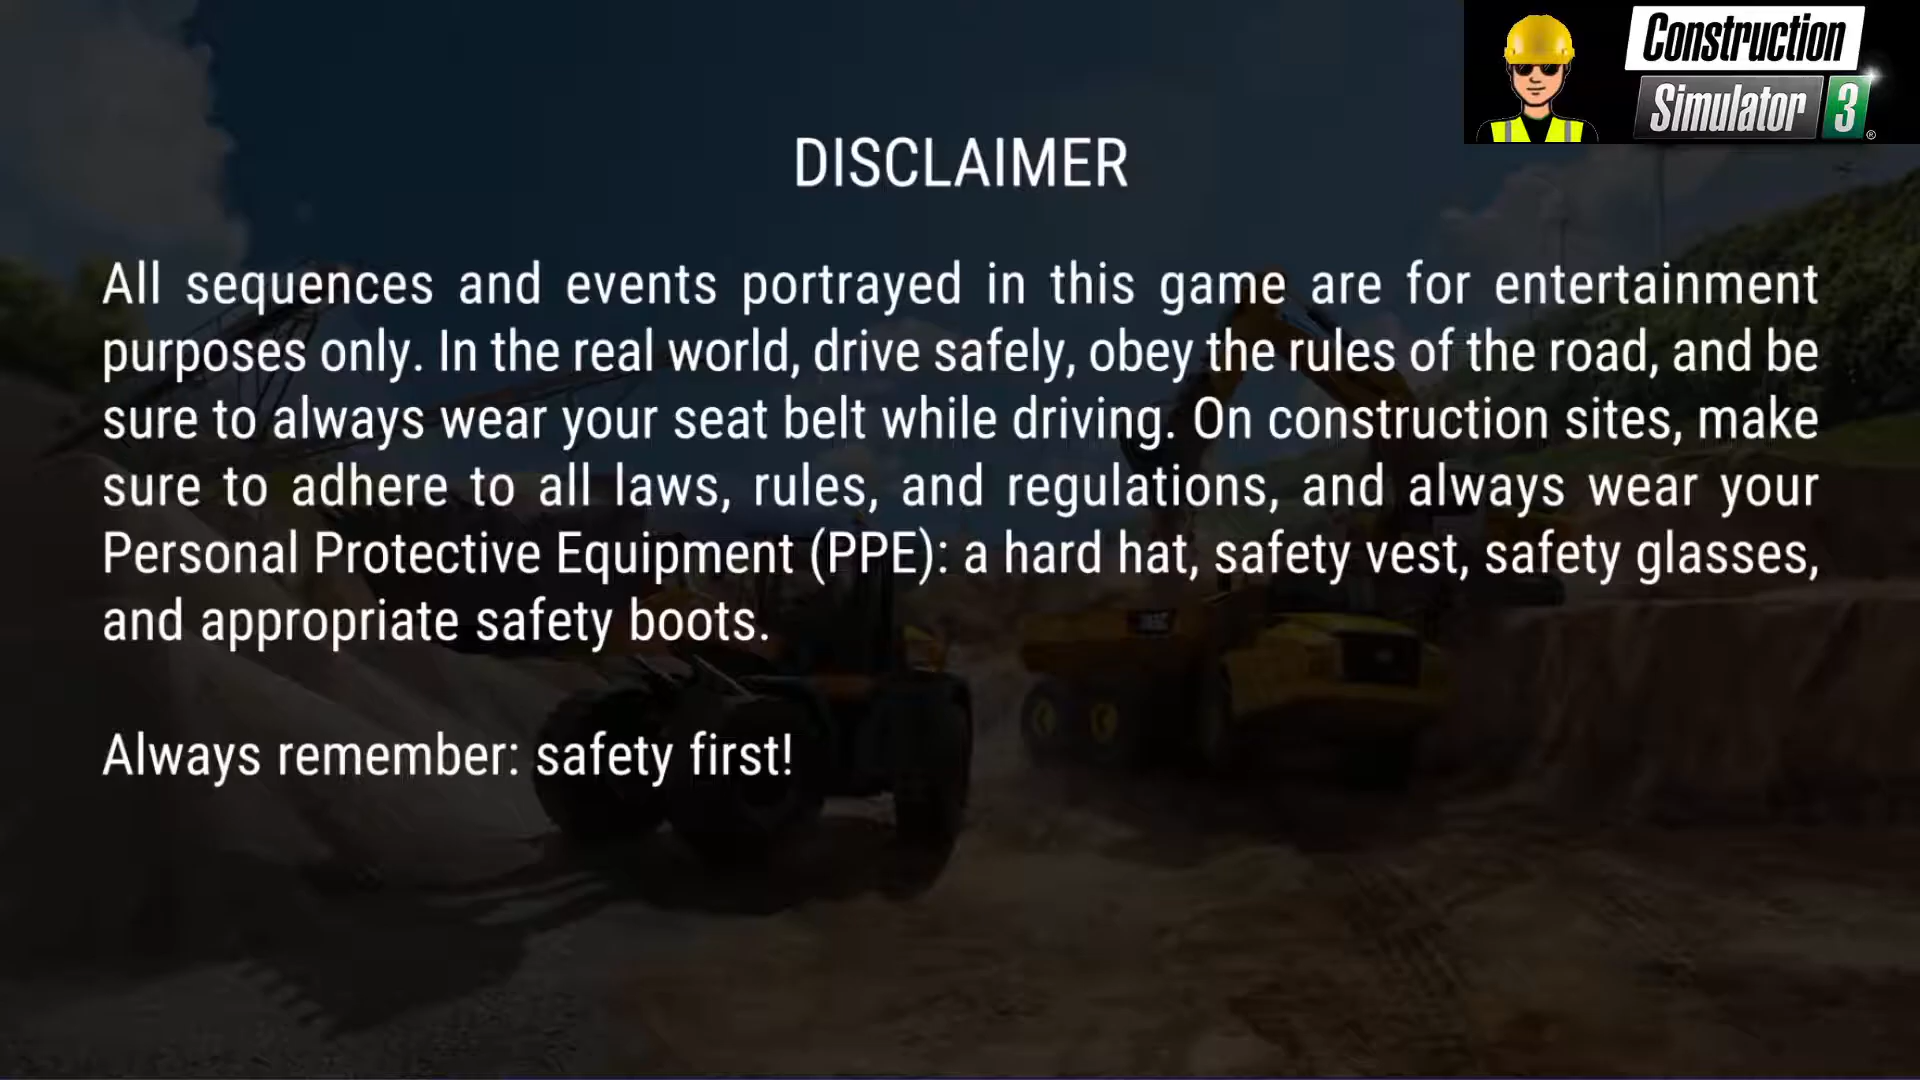 Construction
Simulator 3
®
DISCLAIMER
All sequences and events portrayed in this game are for entertainment
purposes only. In the real world, drive safely, obey the rules of the road, and be
sure to always wear your seat belt while driving. On construction sites, make
sure to adhere to all laws, rules, and regulations, and always wear your
Personal Protective Equipment (PPE): a hard hat, safety vest, safety glasses,
and appropriate safety boots.
Always remember: safety first!